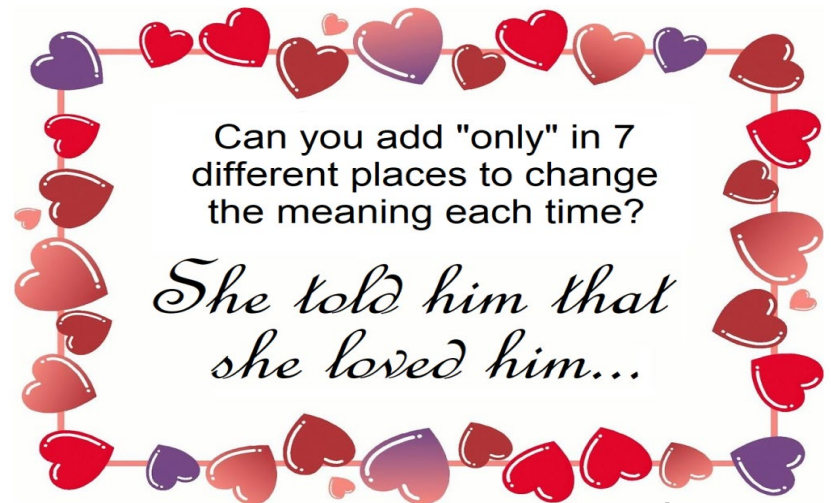 Can you add "only" in 7
different places to change
the meaning each time?
She told him that
she loved him...